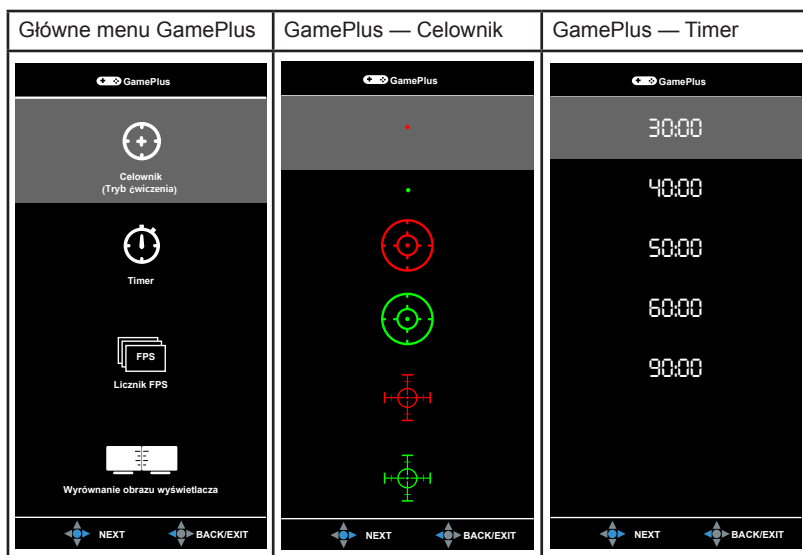 Główne menu GamePlus
GamePlus — Celownik
GamePlus — Timer
GamePlus
Celownik
(Tryb ćwiczenia)
Timer
FPS
Licznik FPS
Wyrównanie obrazu wyświetlacza
NEXT BACK/EXIT
GamePlus
NEXT BACK/EXIT
GamePlus
30:00
40:00
50:00
60:00
90:00
NEXT BACK/EXIT